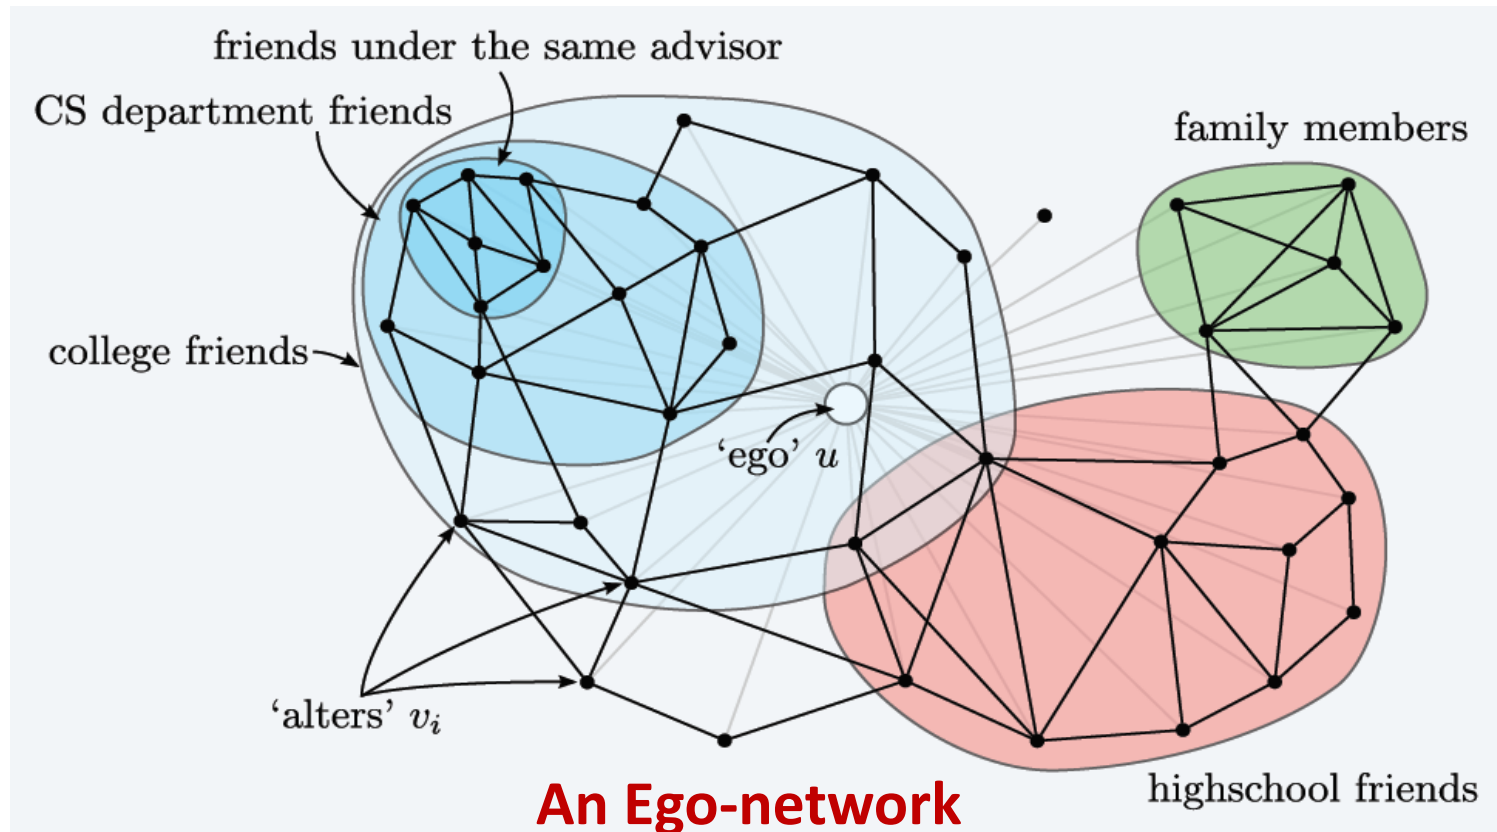 friends under the same advisor
CS department friends
family members
college friends
‘ego’ u
‘alters’ vᵢ
highschool friends
An Ego-network